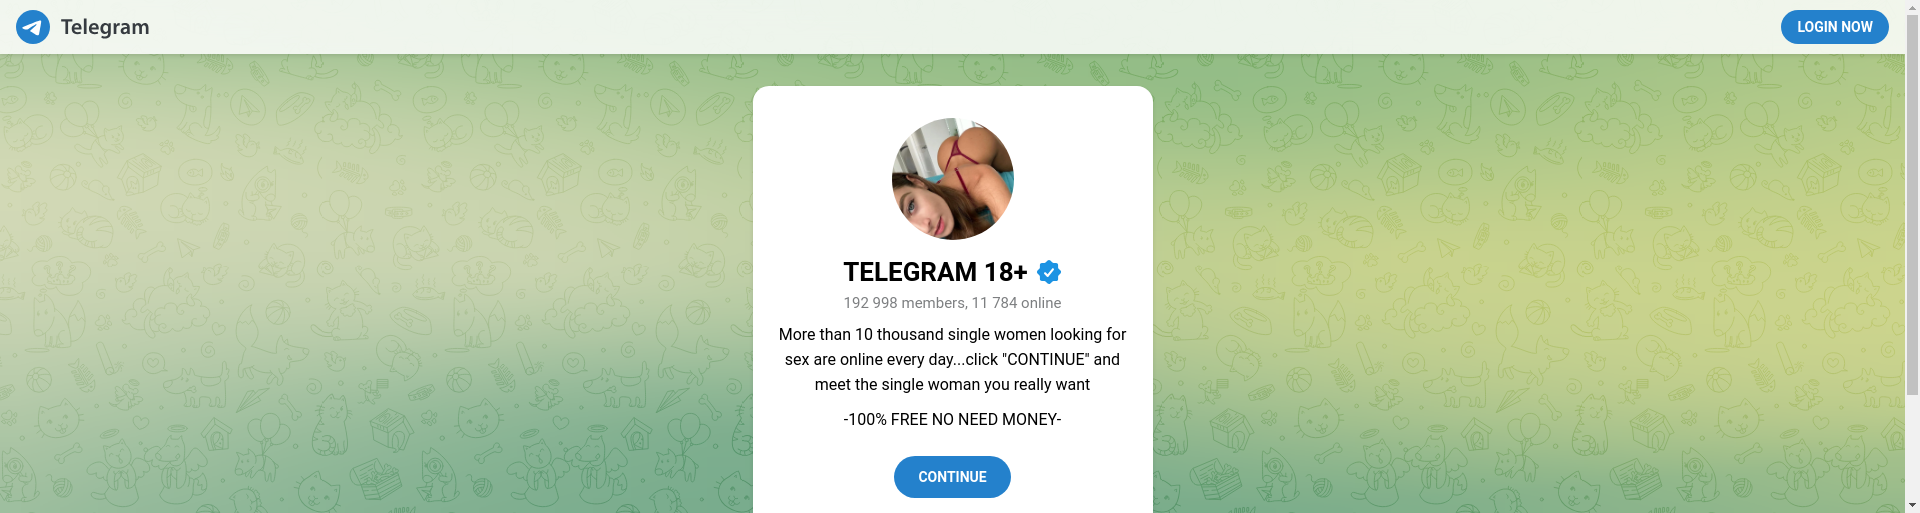 Telegram
LOGIN NOW
TELEGRAM 18+
192 998 members, 11 784 online
More than 10 thousand single women looking for
sex are online every day...click "CONTINUE" and
meet the single woman you really want
-100% FREE NO NEED MONEY-
CONTINUE